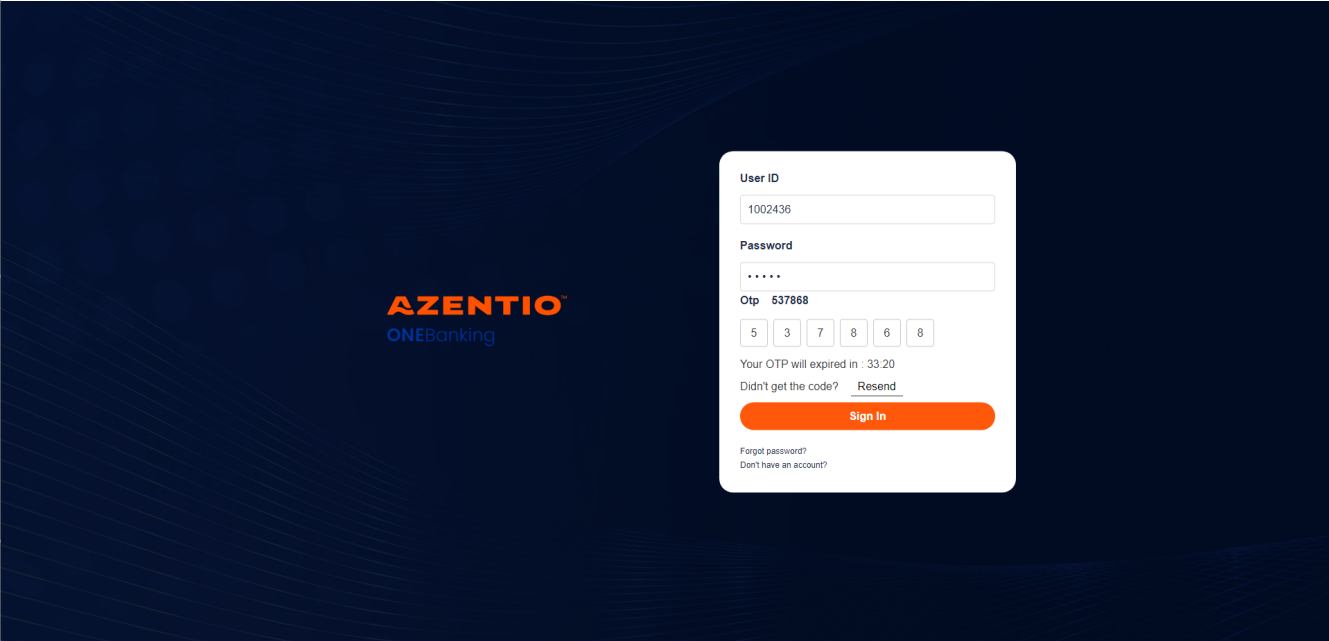 AZENTIO™
ONEBanking
User ID
1002436
Password
•••••
Otp 537868
5 3 7 8 6 8
Your OTP will expired in : 33:20
Didn't get the code? Resend
Sign In
Forgot password?
Don't have an account?